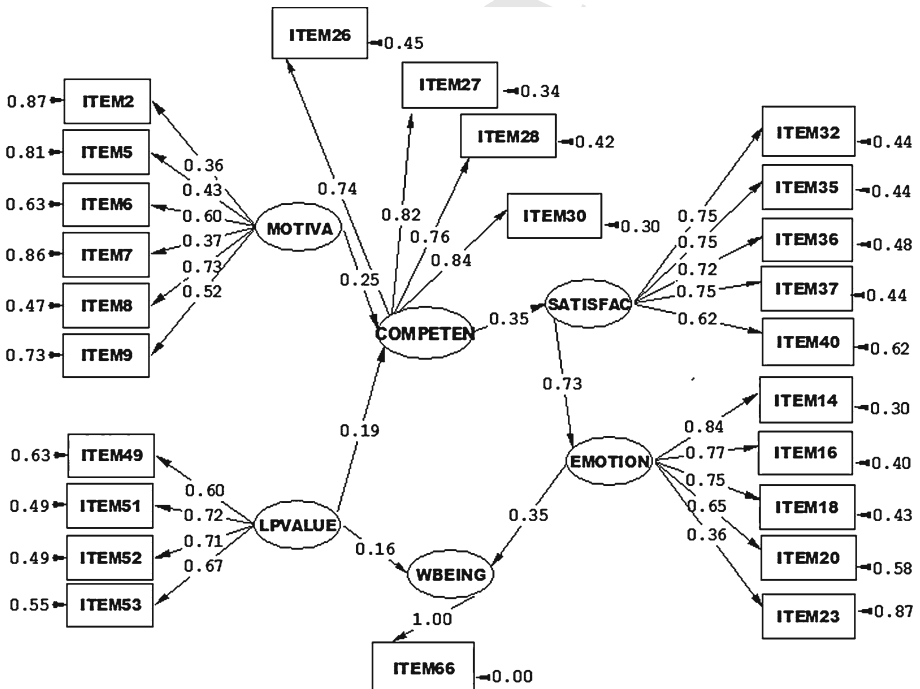 ITEM26
0.45
ITEM27
0.34
0.87 ITEM2
ITEM28
0.42
ITEM32
0.44
0.81 ITEM5
0.36
0.43
0.74
0.82
0.76
ITEM35
0.44
0.63 ITEM6
0.60
MOTIVA
ITEM30
0.30
0.84
0.75
0.75
ITEM36
0.48
0.86 ITEM7
0.37
0.73
0.52
0.25
0.72
0.75
0.62
ITEM37
0.44
0.47 ITEM8
SATISFAC
0.35
COMPETEN
0.73 ITEM9
ITEM40
0.62
0.73
ITEM14
0.30
0.19
0.84
0.63 ITEM49
0.60
EMOTION
0.77
ITEM16
0.40
0.49 ITEM51
0.72
LPVALUE
0.75
0.65
0.36
ITEM18
0.43
0.35
0.49 ITEM52
0.71
0.67
0.16
WBEING
ITEM20
0.58
0.55 ITEM53
1.00
ITEM23
0.87
ITEM66
0.00